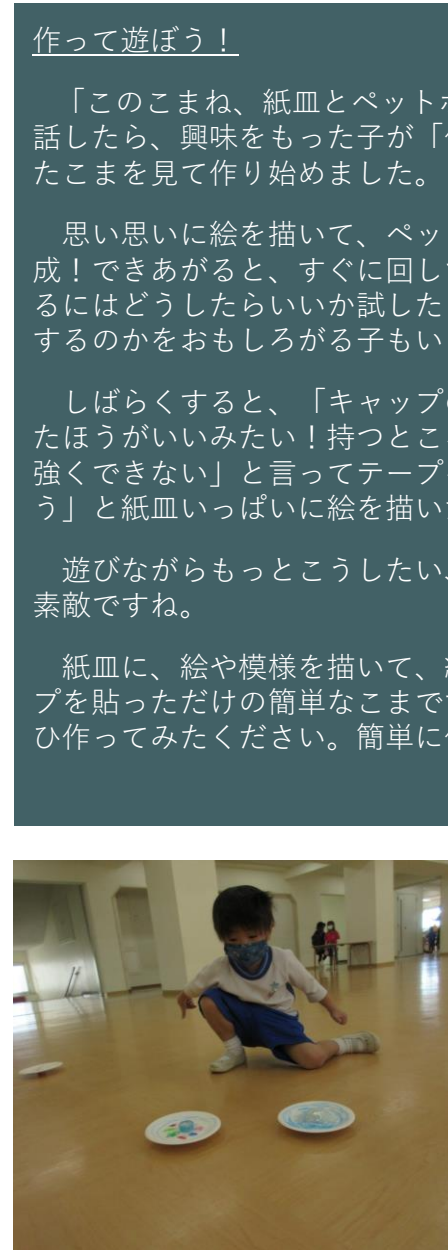 作って遊ぼう！
「このこまね、紙皿とペット
話したら、興味をもった子が「
たこまを見て作り始めました。
思い思いに絵を描いて、ペッ
成！できあがると、すぐに回し
るにはどうしたらいいか試した
するのかをおもしろがる子もい
しばらくすると、「キャップ
たほうがいいみたい！持つとこ
強くできない」と言ってテープ
う」と紙皿いっぱいに絵を描い
遊びながらもっとこうしたい、
素敵ですね。
紙皿に、絵や模様を描いて、
プを貼っただけの簡単なこまで
ひ作ってみたください。簡単に